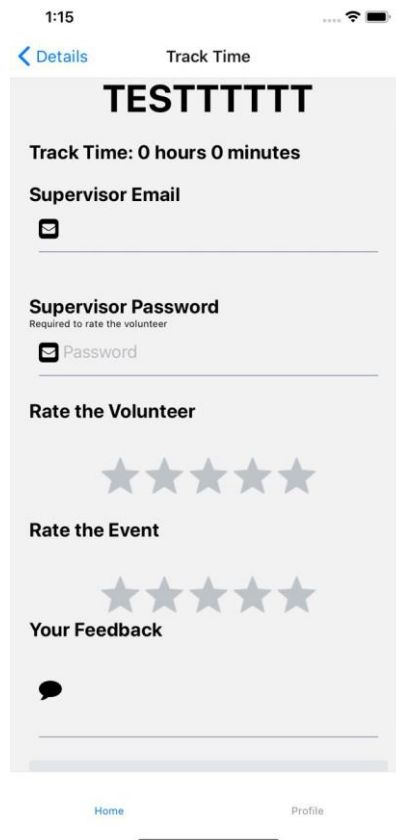 1:15
Details
Track Time
TESTTTTTT
Track Time: 0 hours 0 minutes
Supervisor Email
Supervisor Password
Required to rate the volunteer
Password
Rate the Volunteer
Rate the Event
Your Feedback
Home
Profile